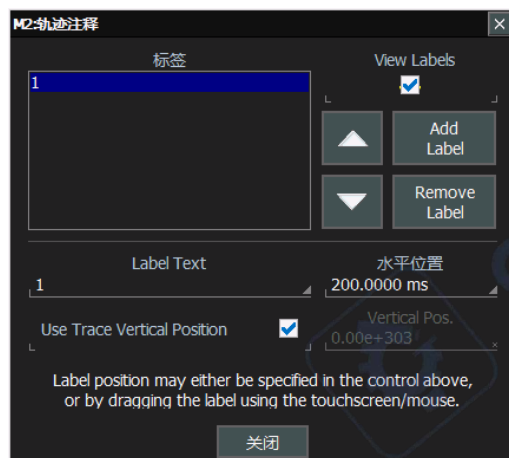 M2:轨迹注释
标签
View Labels
1
Add
Label
Remove
Label
Label Text
水平位置
1
200.0000 ms
Use Trace Vertical Position
Vertical Pos.
0.00e+303
Label position may either be specified in the control above,
or by dragging the label using the touchscreen/mouse.
关闭